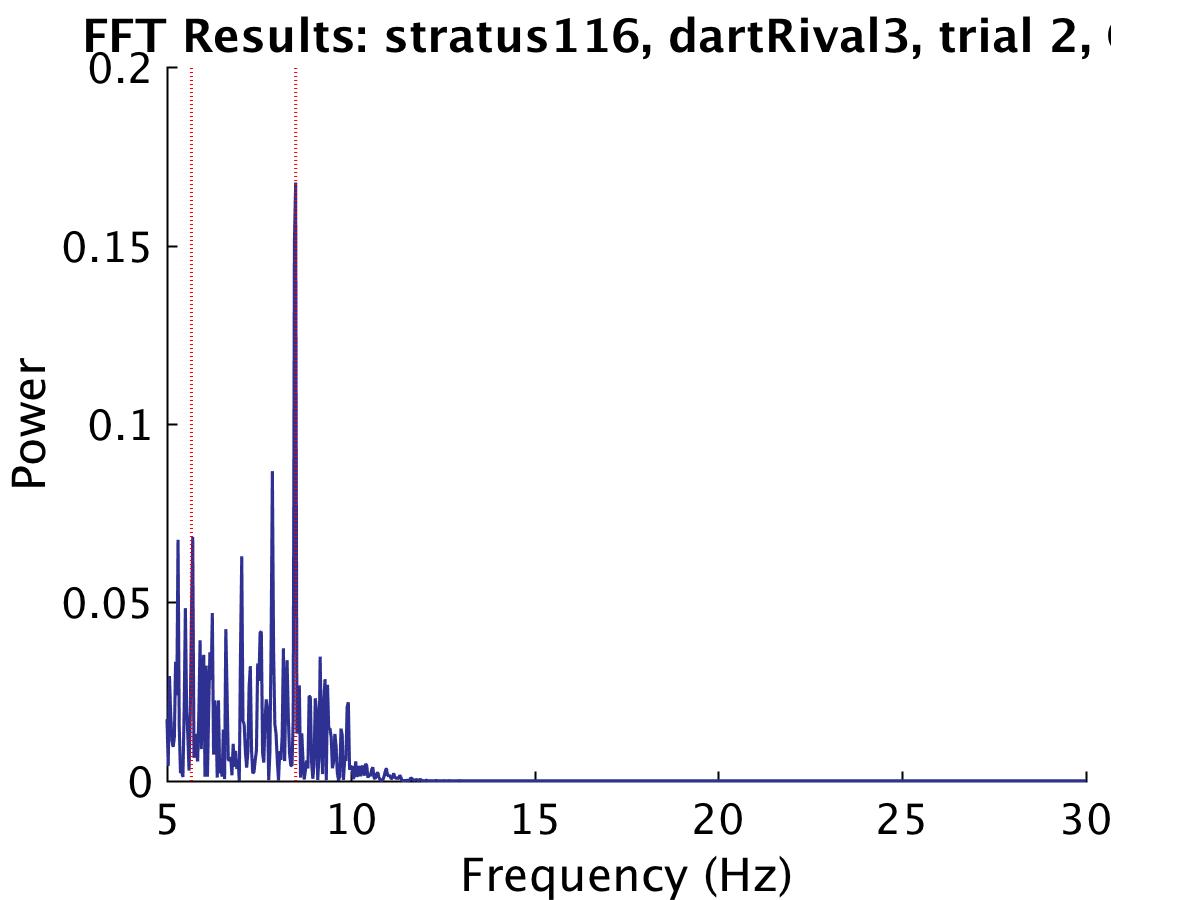 FFT Results: stratus116, dartRival3, trial 2,
0.2
0.15
0.1
0.05
0
Power
5 10 15 20 25 30
Frequency (Hz)